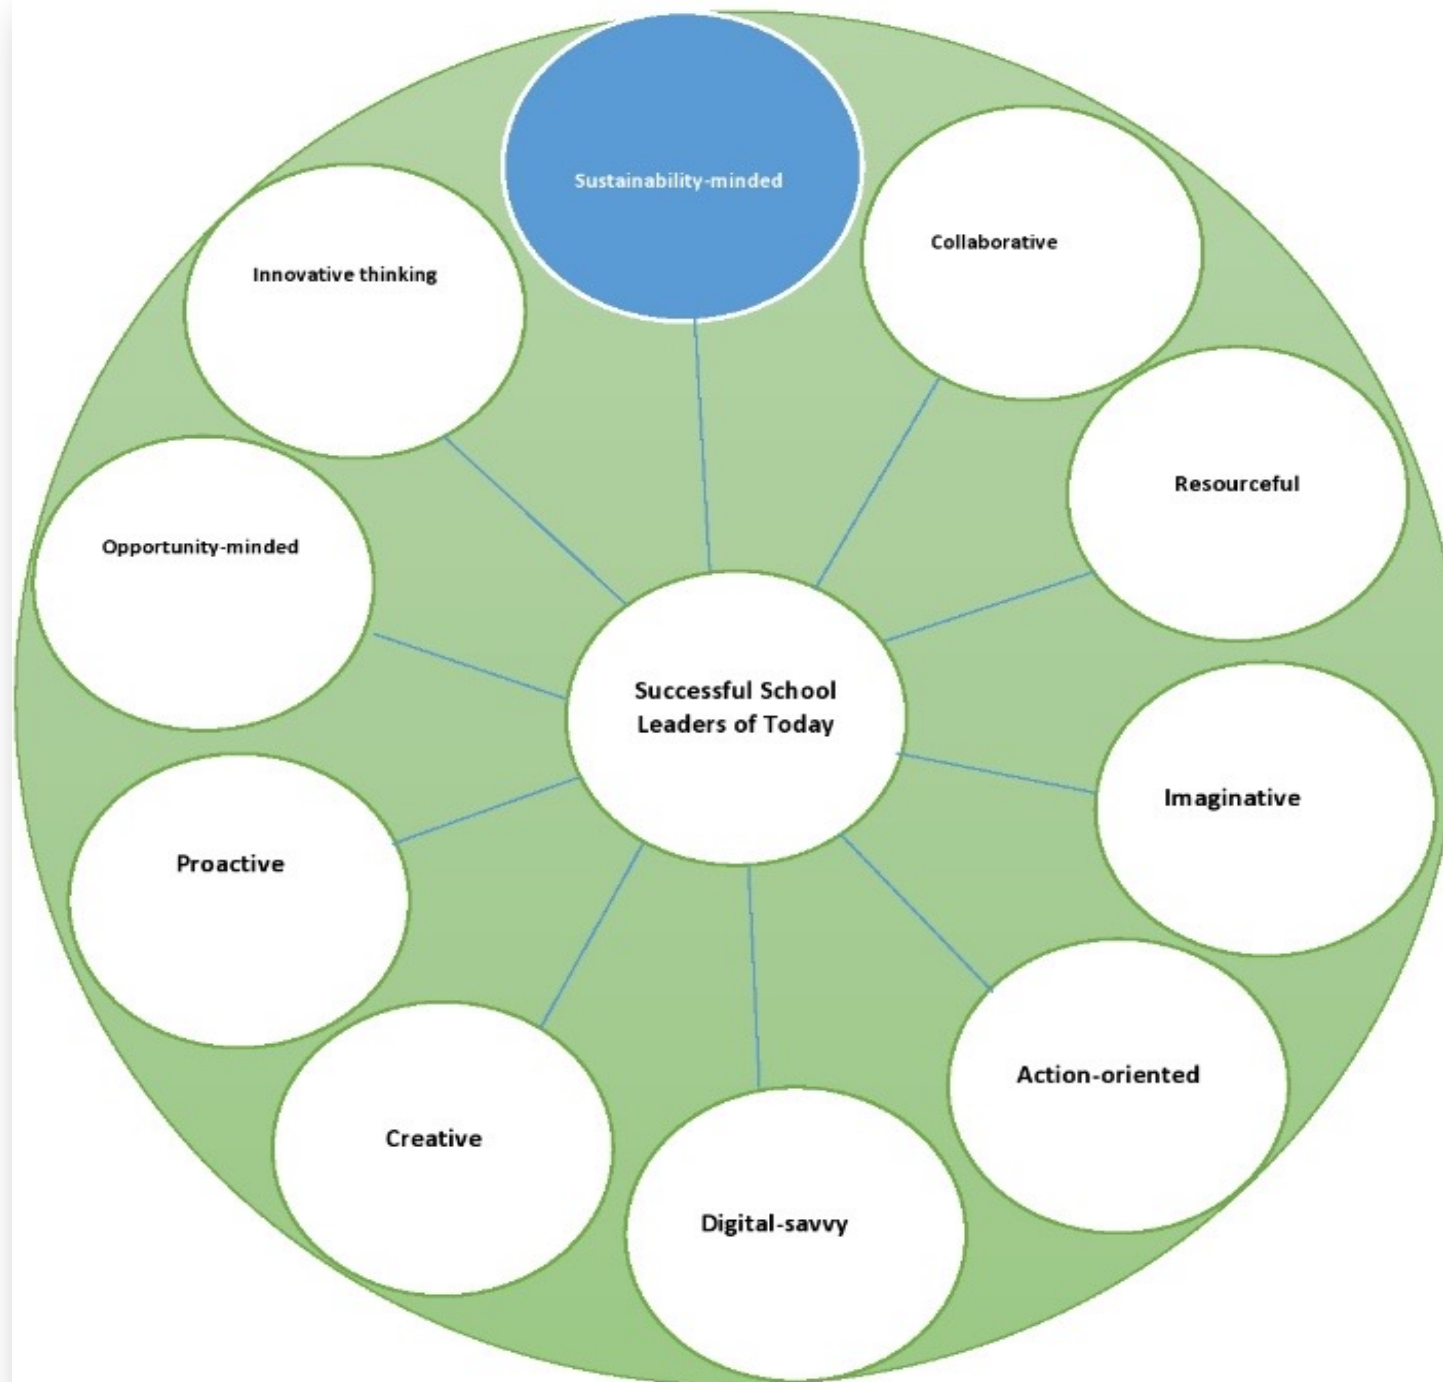 Sustainability-minded
Collaborative
Innovative thinking
Resourceful
Opportunity-minded
Successful School
Leaders of Today
Imaginative
Proactive
Action-oriented
Creative
Digital-savvy